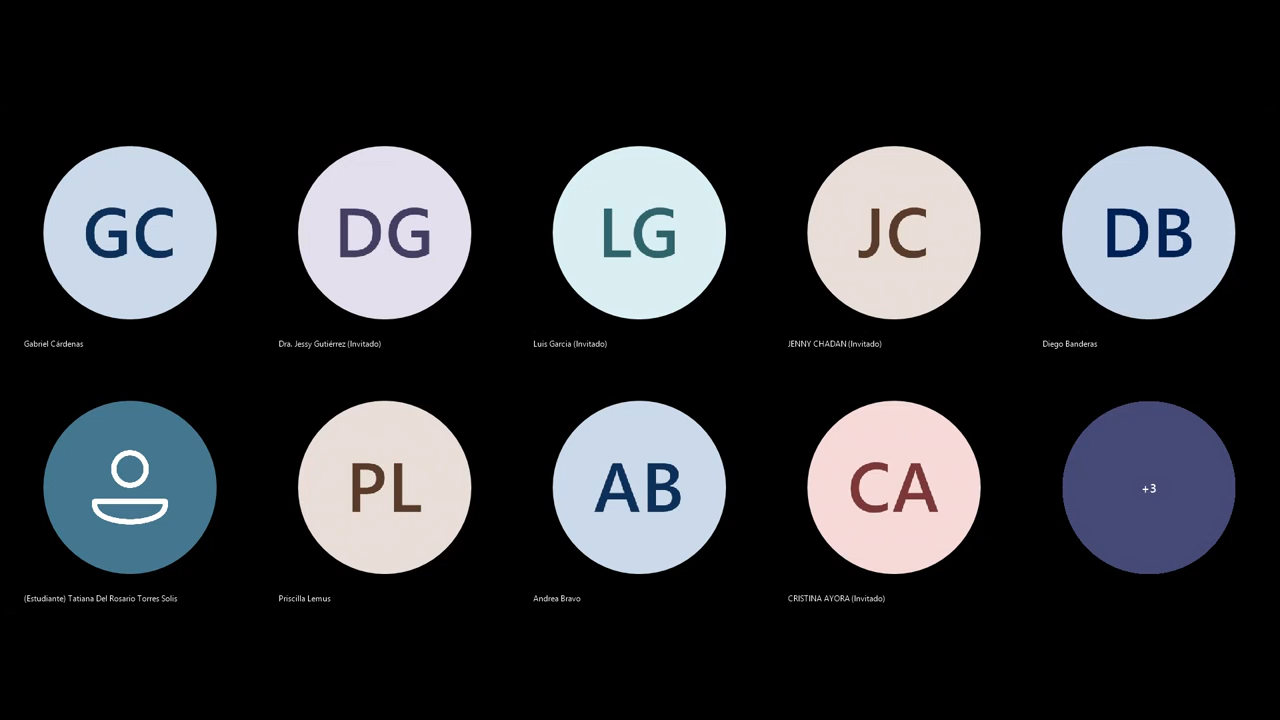 GC
DG
LG
JC
DB
Gabriel Cárdenas
Dra. Jessy Gutiérrez (Invitado)
Luis Garcia (Invitado)
JENNY CHADAN (Invitado)
Diego Banderas
PL
AB
CA
+3
(Estudiante) Tatiana Del Rosario Torres Solis
Priscilla Lemus
Andrea Bravo
CRISTINA AYORA (Invitado)